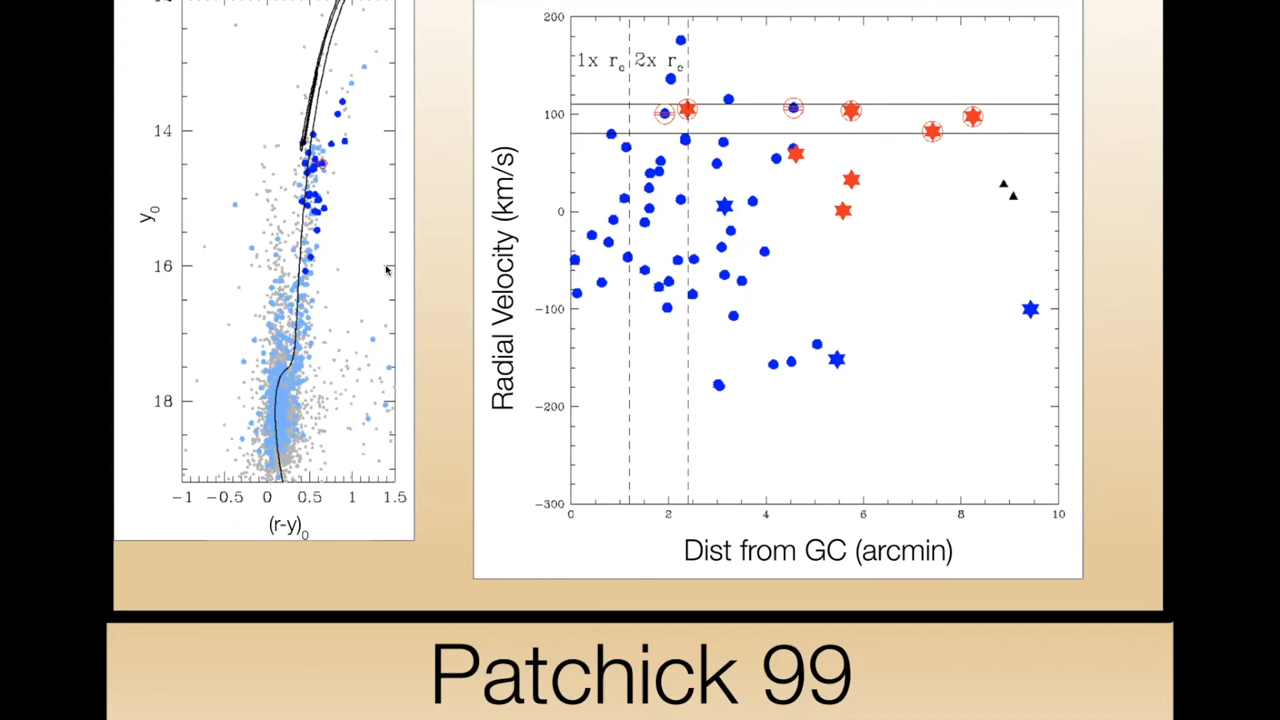 14
16
18
y0
-1 -0.5 0 0.5 1 1.5
(r-y)0
200
100
0
-100
-200
-300
1x rc 2x rc
Radial Velocity (km/s)
0 2 4 6 8 10
Dist from GC (arcmin)
Patchick 99